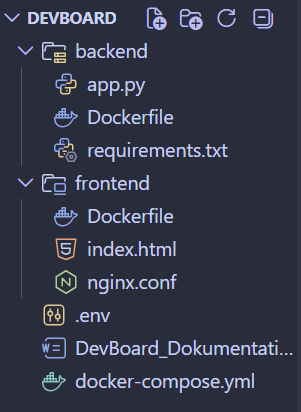 DEVBOARD
backend
app.py
Dockerfile
requirements.txt
frontend
Dockerfile
index.html
nginx.conf
.env
DevBoard_Dokumentati...
docker-compose.yml